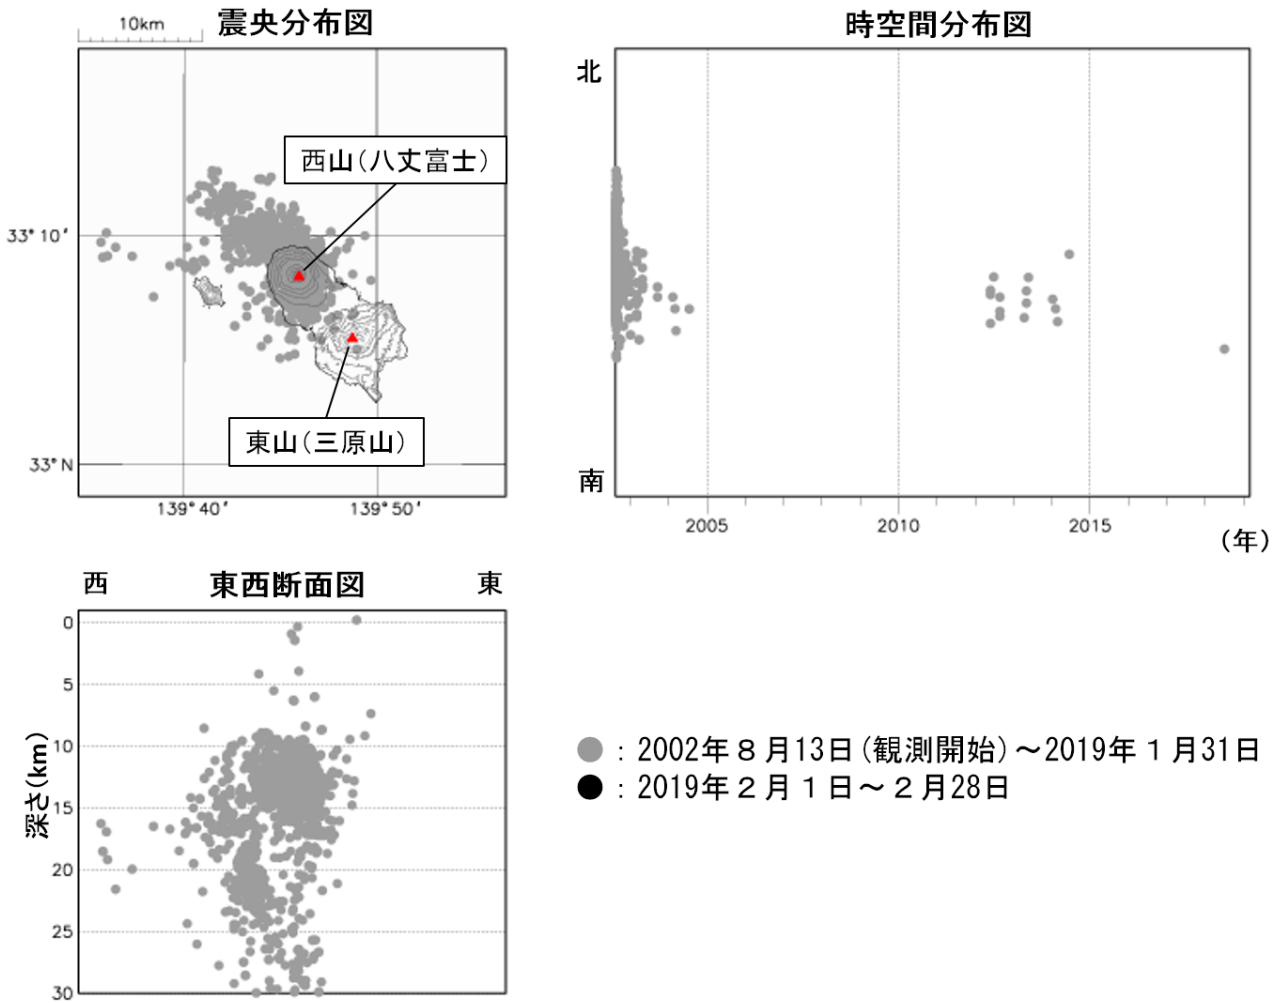 10km
震央分布図
時空間分布図
北
西山(八丈富士)
33°10′
東山(三原山)
33°N
南
139°40′
139°50′
2005
2010
2015
(年)
西
東西断面図
東
0
5
10
15
20
25
30
深さ(km)
:2002年8月13日(観測開始)~2019年1月31日
:2019年2月1日~2月28日